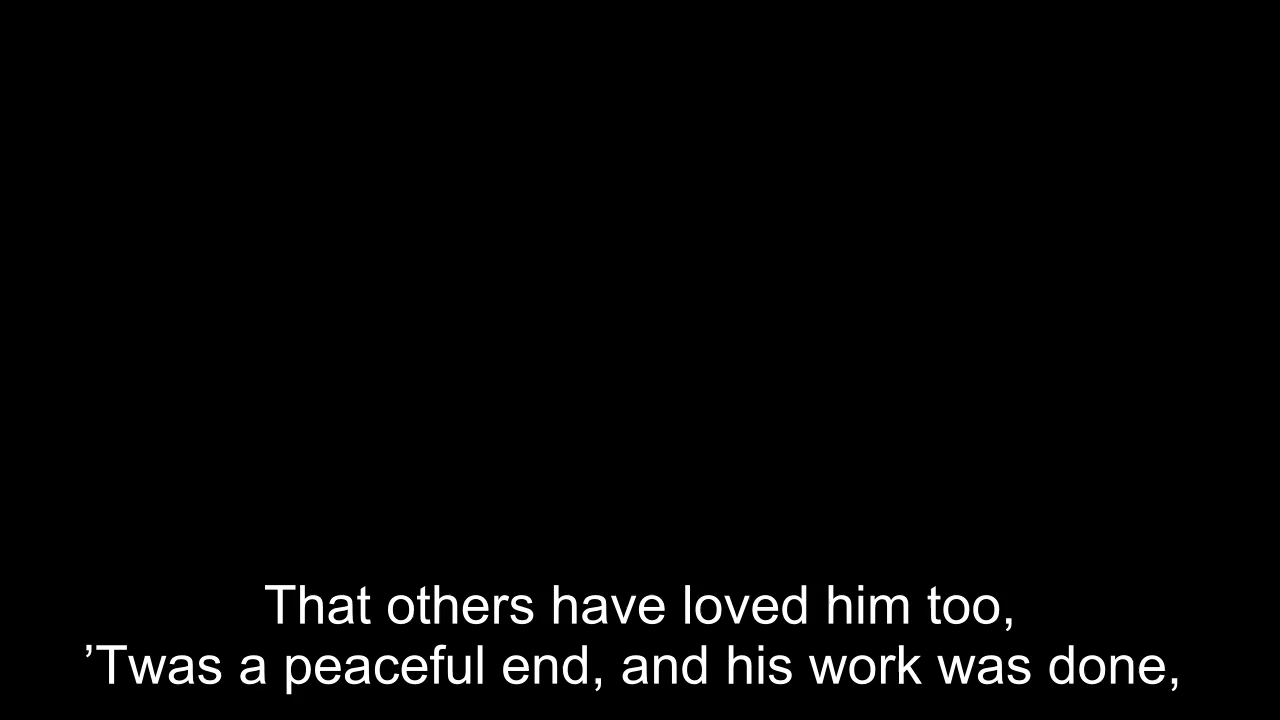 That others have loved him too,
’Twas a peaceful end, and his work was done,